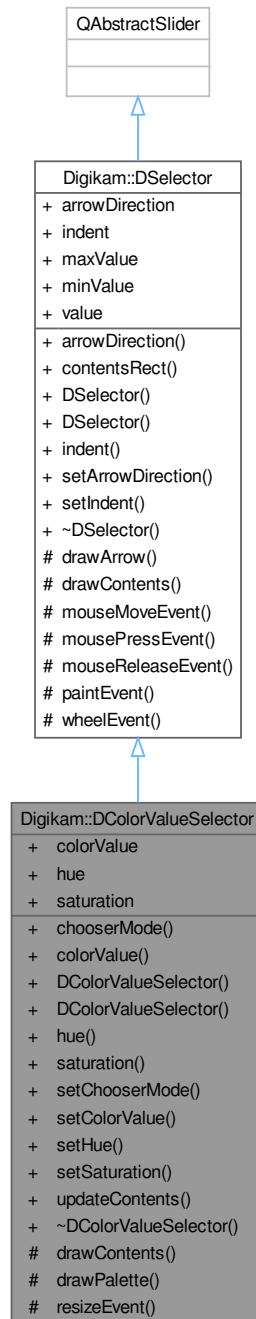 QAbstractSlider
Digikam::DSelector
+ arrowDirection
+ indent
+ maxValue
+ minValue
+ value
+ arrowDirection()
+ contentsRect()
+ DSelector()
+ DSelector()
+ indent()
+ setArrowDirection()
+ setIndent()
+ ~DSelector()
# drawArrow()
# drawContents()
# mouseMoveEvent()
# mousePressEvent()
# mouseReleaseEvent()
# paintEvent()
# wheelEvent()
Digikam::DColorValueSelector
+ colorValue
+ hue
+ saturation
+ chooserMode()
+ colorValue()
+ DColorValueSelector()
+ DColorValueSelector()
+ hue()
+ saturation()
+ setChooserMode()
+ setColorValue()
+ setHue()
+ setSaturation()
+ updateContents()
+ ~DColorValueSelector()
# drawContents()
# drawPalette()
# resizeEvent()